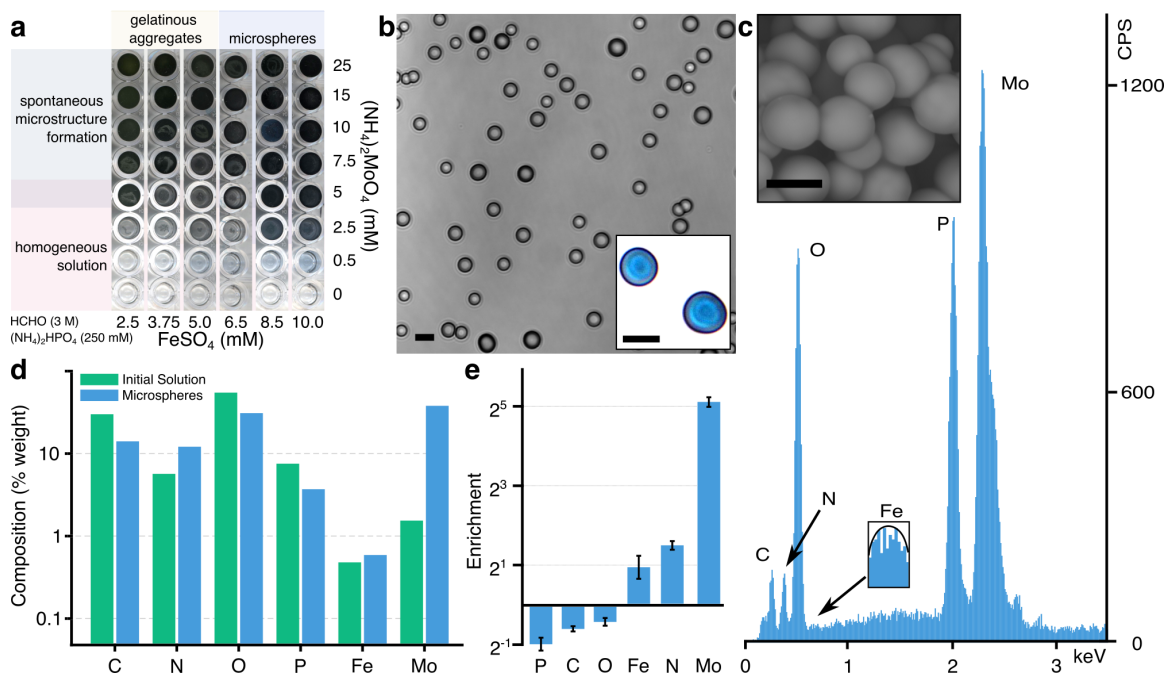 a
gelatinous
aggregates
microspheres
spontaneous
microstructure
formation
homogeneous
solution
25
15
10
7.5
5
2.5
0.5
0
(NH4)2MoO4 (mM)
HCHO (3 M)
(NH4)2HPO4 (250 mM)
2.5 3.75 5.0 6.5 8.5 10.0
FeSO4 (mM)
b
c
CPS
1200
600
0
Mo
P
O
N
C
Fe
0 1 2 3
keV
d
Initial Solution
Microspheres
Composition (% weight)
10
1
0.1
C N O P Fe Mo
e
Enrichment
2^5
2^3
2^1
2^-1
P C O Fe N Mo